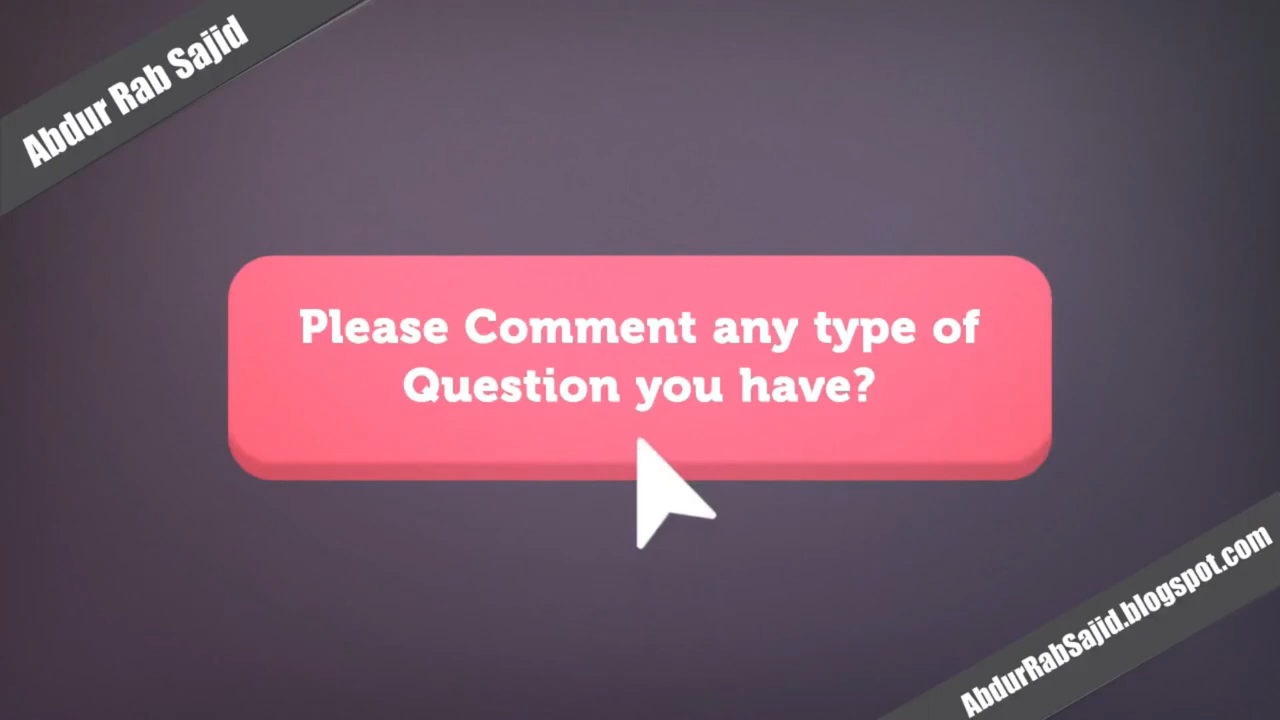 Abdur Rab Sajid
Please Comment any type of
Question you have?
AbdurRabSajid.blogspot.com